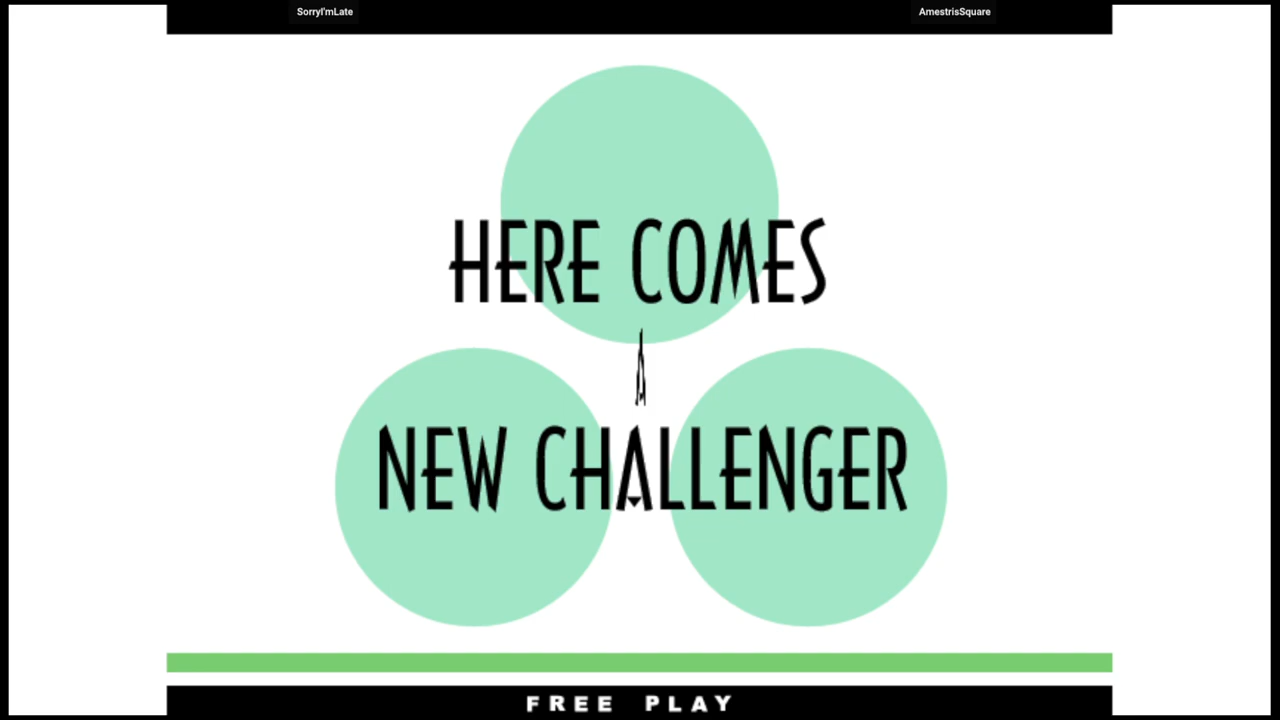 SorryI'mLate
AmestrisSquare
HERE COMES
A
NEW CHALLENGER
FREE PLAY